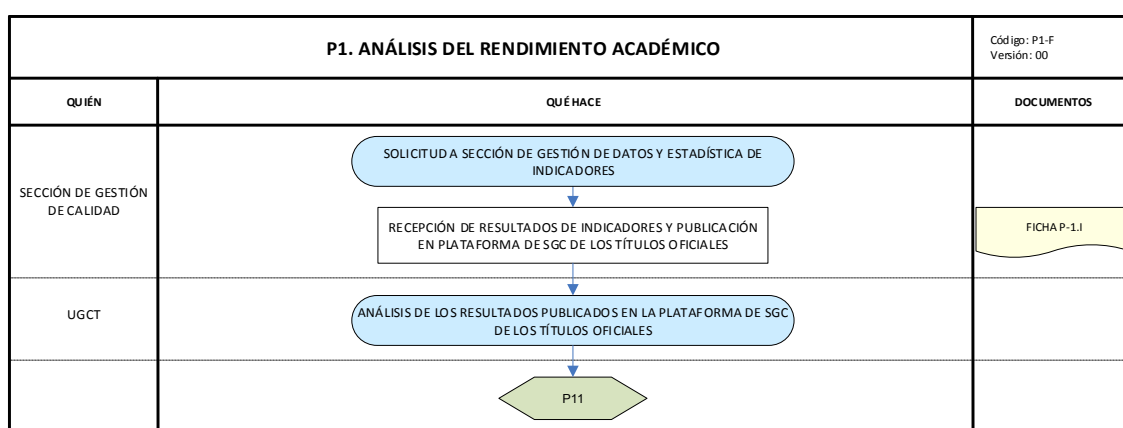 P1. ANÁLISIS DEL RENDIMIENTO ACADÉMICO
Código: P1-F
Versión: 00
QUIÉN
QUÉ HACE
DOCUMENTOS
SECCIÓN DE GESTIÓN
DE CALIDAD
SOLICITUD A SECCIÓN DE GESTIÓN DE DATOS Y ESTADÍSTICA DE
INDICADORES
RECEPCIÓN DE RESULTADOS DE INDICADORES Y PUBLICACIÓN
EN PLATAFORMA DE SGC DE LOS TÍTULOS OFICIALES
FICHA P-1.I
UGCT
ANÁLISIS DE LOS RESULTADOS PUBLICADOS EN LA PLATAFORMA DE SGC
DE LOS TÍTULOS OFICIALES
P11